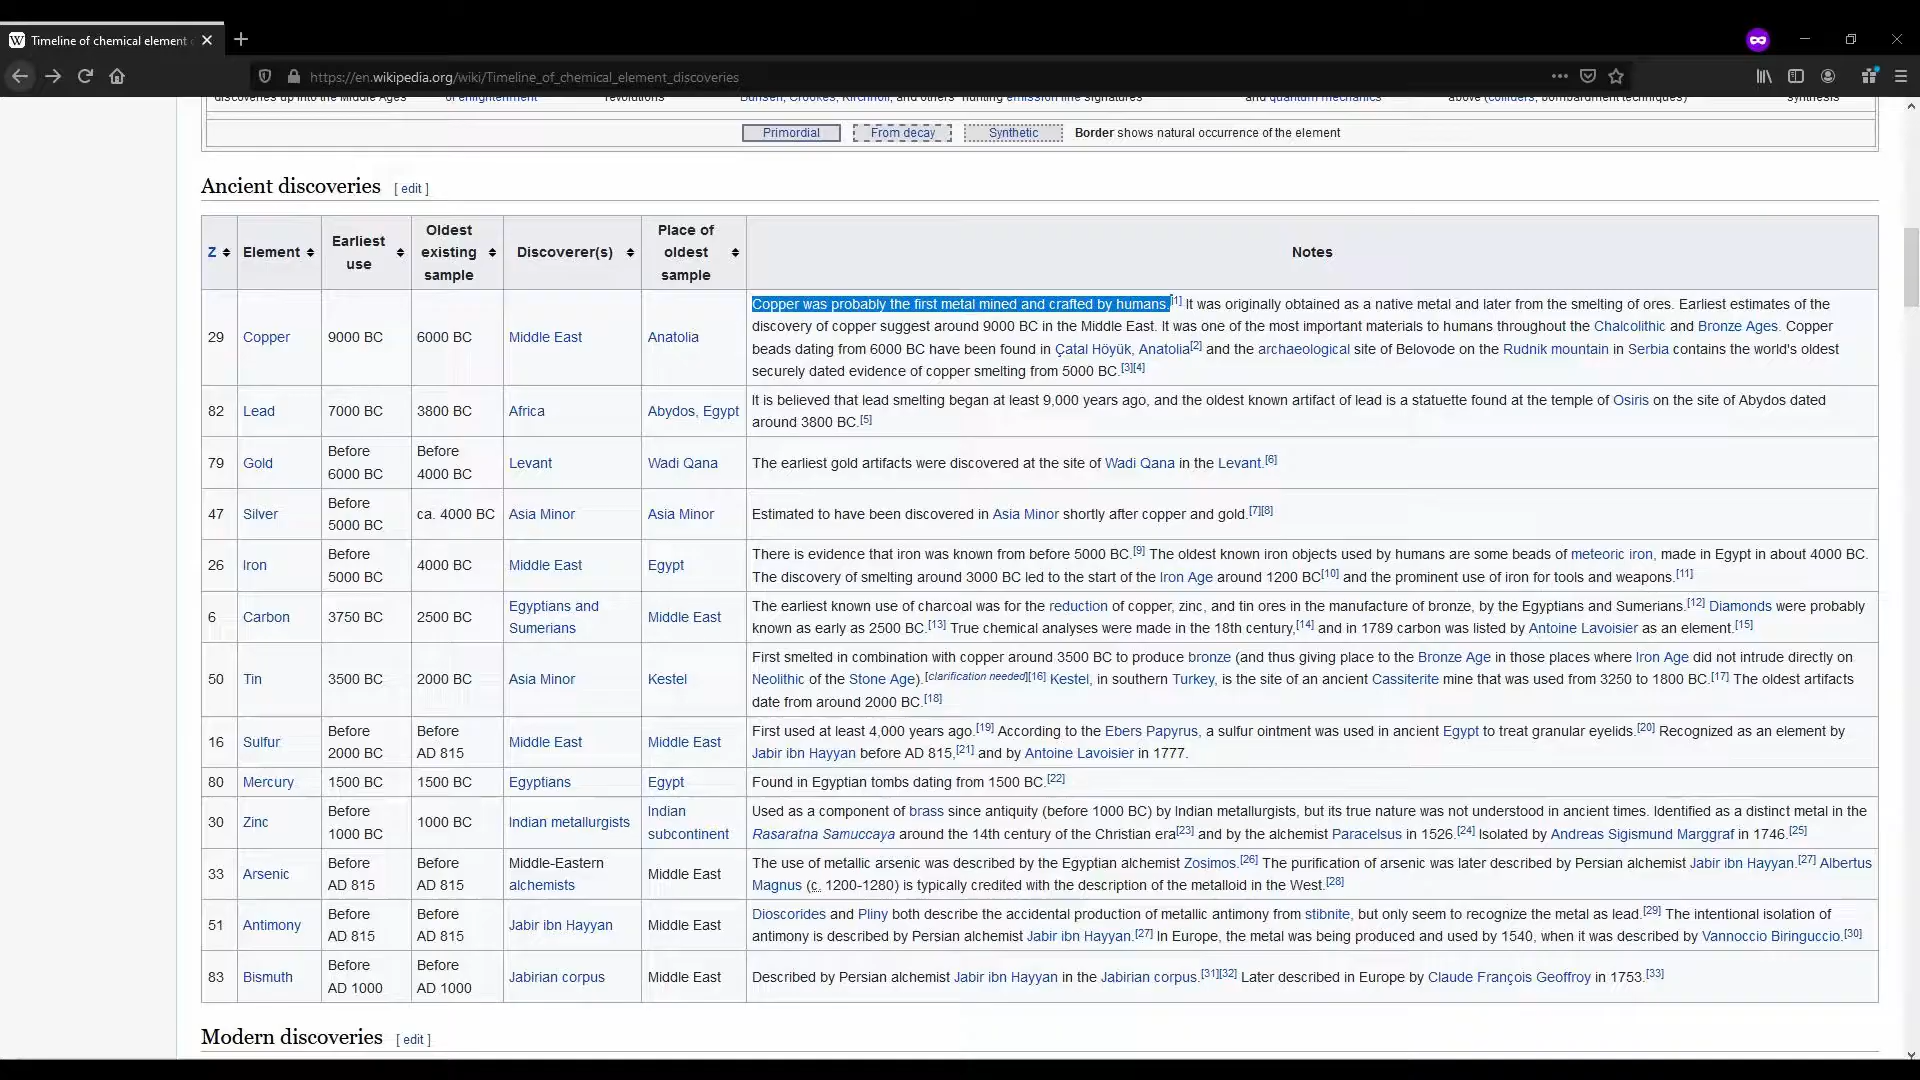 Timeline of chemical element
https://en.wikipedia.org/wiki/Timeline_of_chemical_element_discoveries
discoveries up into the Middle Ages of enlightenment revolutions Bunsen, Crookes, Kirchhoff, and others hunting emission line signatures and quantum mechanics above (colliders, bombardment techniques) synthesis
Primordial From decay Synthetic Border shows natural occurrence of the element
Ancient discoveries [ edit ]
Z Element Earliest use Oldest existing sample Discoverer(s) Place of oldest sample Notes
29 Copper 9000 BC 6000 BC Middle East Anatolia
Copper was probably the first metal mined and crafted by humans.[1] It was originally obtained as a native metal and later from the smelting of ores. Earliest estimates of the
discovery of copper suggest around 9000 BC in the Middle East. It was one of the most important materials to humans throughout the Chalcolithic and Bronze Ages. Copper
beads dating from 6000 BC have been found in Çatal Höyük, Anatolia[2] and the archaeological site of Belovode on the Rudnik mountain in Serbia contains the world's oldest
securely dated evidence of copper smelting from 5000 BC.[3][4]
82 Lead 7000 BC 3800 BC Africa Abydos, Egypt
It is believed that lead smelting began at least 9,000 years ago, and the oldest known artifact of lead is a statuette found at the temple of Osiris on the site of Abydos dated
around 3800 BC.[5]
79 Gold Before 6000 BC Before 4000 BC Levant Wadi Qana The earliest gold artifacts were discovered at the site of Wadi Qana in the Levant.[6]
47 Silver Before 5000 BC ca. 4000 BC Asia Minor Asia Minor Estimated to have been discovered in Asia Minor shortly after copper and gold.[7][8]
26 Iron Before 5000 BC 4000 BC Middle East Egypt
There is evidence that iron was known from before 5000 BC.[9] The oldest known iron objects used by humans are some beads of meteoric iron, made in Egypt in about 4000 BC.
The discovery of smelting around 3000 BC led to the start of the Iron Age around 1200 BC[10] and the prominent use of iron for tools and weapons.[11]
6 Carbon 3750 BC 2500 BC Egyptians and Sumerians Middle East
The earliest known use of charcoal was for the reduction of copper, zinc, and tin ores in the manufacture of bronze, by the Egyptians and Sumerians.[12] Diamonds were probably
known as early as 2500 BC.[13] True chemical analyses were made in the 18th century,[14] and in 1789 carbon was listed by Antoine Lavoisier as an element.[15]
50 Tin 3500 BC 2000 BC Asia Minor Kestel
First smelted in combination with copper around 3500 BC to produce bronze (and thus giving place to the Bronze Age in those places where Iron Age did not intrude directly on
Neolithic of the Stone Age).[clarification needed][16] Kestel, in southern Turkey, is the site of an ancient Cassiterite mine that was used from 3250 to 1800 BC.[17] The oldest artifacts
date from around 2000 BC.[18]
16 Sulfur Before 2000 BC Before AD 815 Middle East Middle East
First used at least 4,000 years ago.[19] According to the Ebers Papyrus, a sulfur ointment was used in ancient Egypt to treat granular eyelids.[20] Recognized as an element by
Jabir ibn Hayyan before AD 815,[21] and by Antoine Lavoisier in 1777.
80 Mercury 1500 BC 1500 BC Egyptians Egypt Found in Egyptian tombs dating from 1500 BC.[22]
30 Zinc Before 1000 BC 1000 BC Indian metallurgists Indian subcontinent
Used as a component of brass since antiquity (before 1000 BC) by Indian metallurgists, but its true nature was not understood in ancient times. Identified as a distinct metal in the
Rasaratna Samuccaya around the 14th century of the Christian era[23] and by the alchemist Paracelsus in 1526.[24] Isolated by Andreas Sigismund Marggraf in 1746.[25]
33 Arsenic Before AD 815 Before AD 815 Middle-Eastern alchemists Middle East
The use of metallic arsenic was described by the Egyptian alchemist Zosimos.[26] The purification of arsenic was later described by Persian alchemist Jabir ibn Hayyan.[27] Albertus
Magnus (c. 1200-1280) is typically credited with the description of the metalloid in the West.[28]
51 Antimony Before AD 815 Before AD 815 Jabir ibn Hayyan Middle East
Dioscorides and Pliny both describe the accidental production of metallic antimony from stibnite, but only seem to recognize the metal as lead.[29] The intentional isolation of
antimony is described by Persian alchemist Jabir ibn Hayyan.[27] In Europe, the metal was being produced and used by 1540, when it was described by Vannoccio Biringuccio.[30]
83 Bismuth Before AD 1000 Before AD 1000 Jabirian corpus Middle East Described by Persian alchemist Jabir ibn Hayyan in the Jabirian corpus.[31][32] Later described in Europe by Claude François Geoffroy in 1753.[33]
Modern discoveries [ edit ]